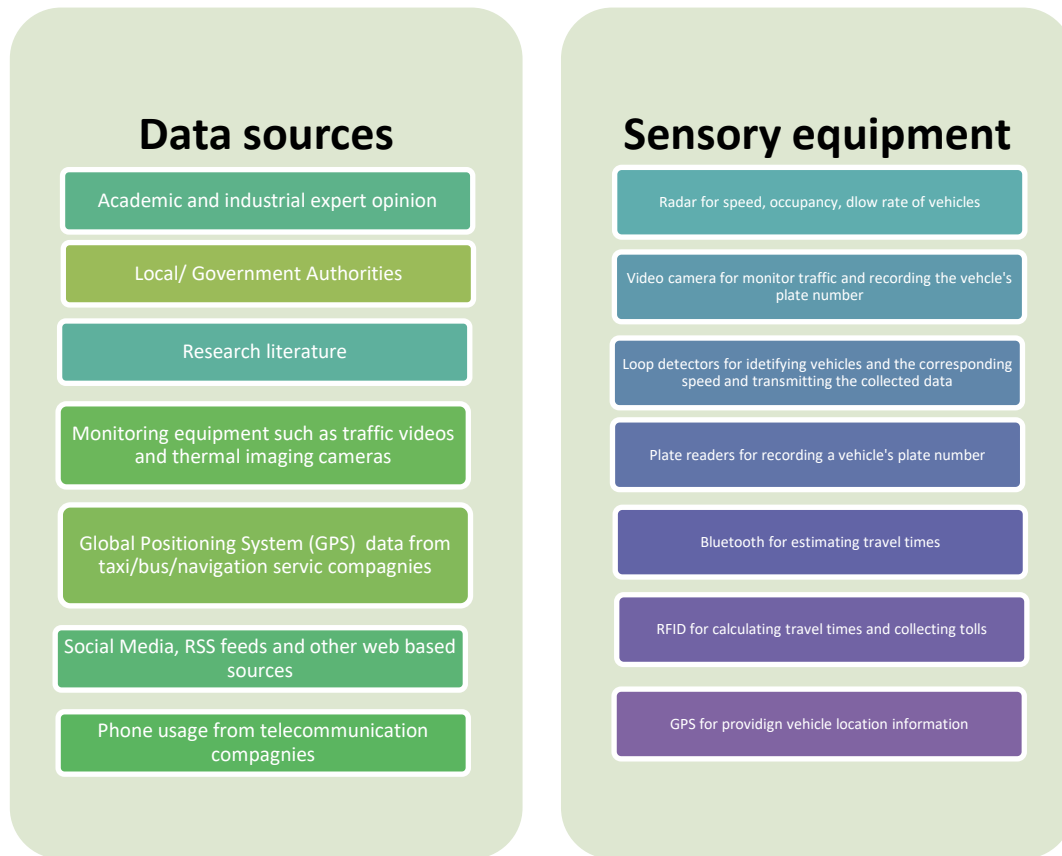 Data sources
Academic and industrial expert opinion
Local/ Government Authorities
Research literature
Monitoring equipment such as traffic videos
and thermal imaging cameras
Global Positioning System (GPS)  data from
taxi/bus/navigation servic compagnies
Social Media, RSS feeds and other web based
sources
Phone usage from telecommunication
compagnies
Sensory equipment
Radar for speed, occupancy, dlow rate of vehicles
Video camera for monitor traffic and recording the vehcle's
plate number
Loop detectors for idetifying vehicles and the corresponding
speed and transmitting the collected data
Plate readers for recording a vehicle's plate number
Bluetooth for estimating travel times
RFID for calculating travel times and collecting tolls
GPS for providign vehicle location information